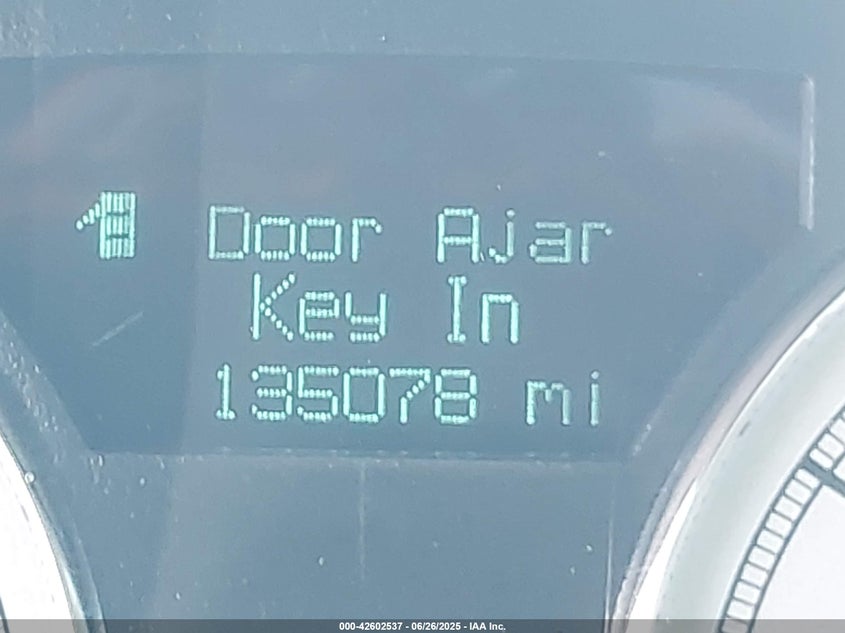 Door Ajar
Key In
135078 mi
000-42602537 - 06/26/2025 - IAA Inc.